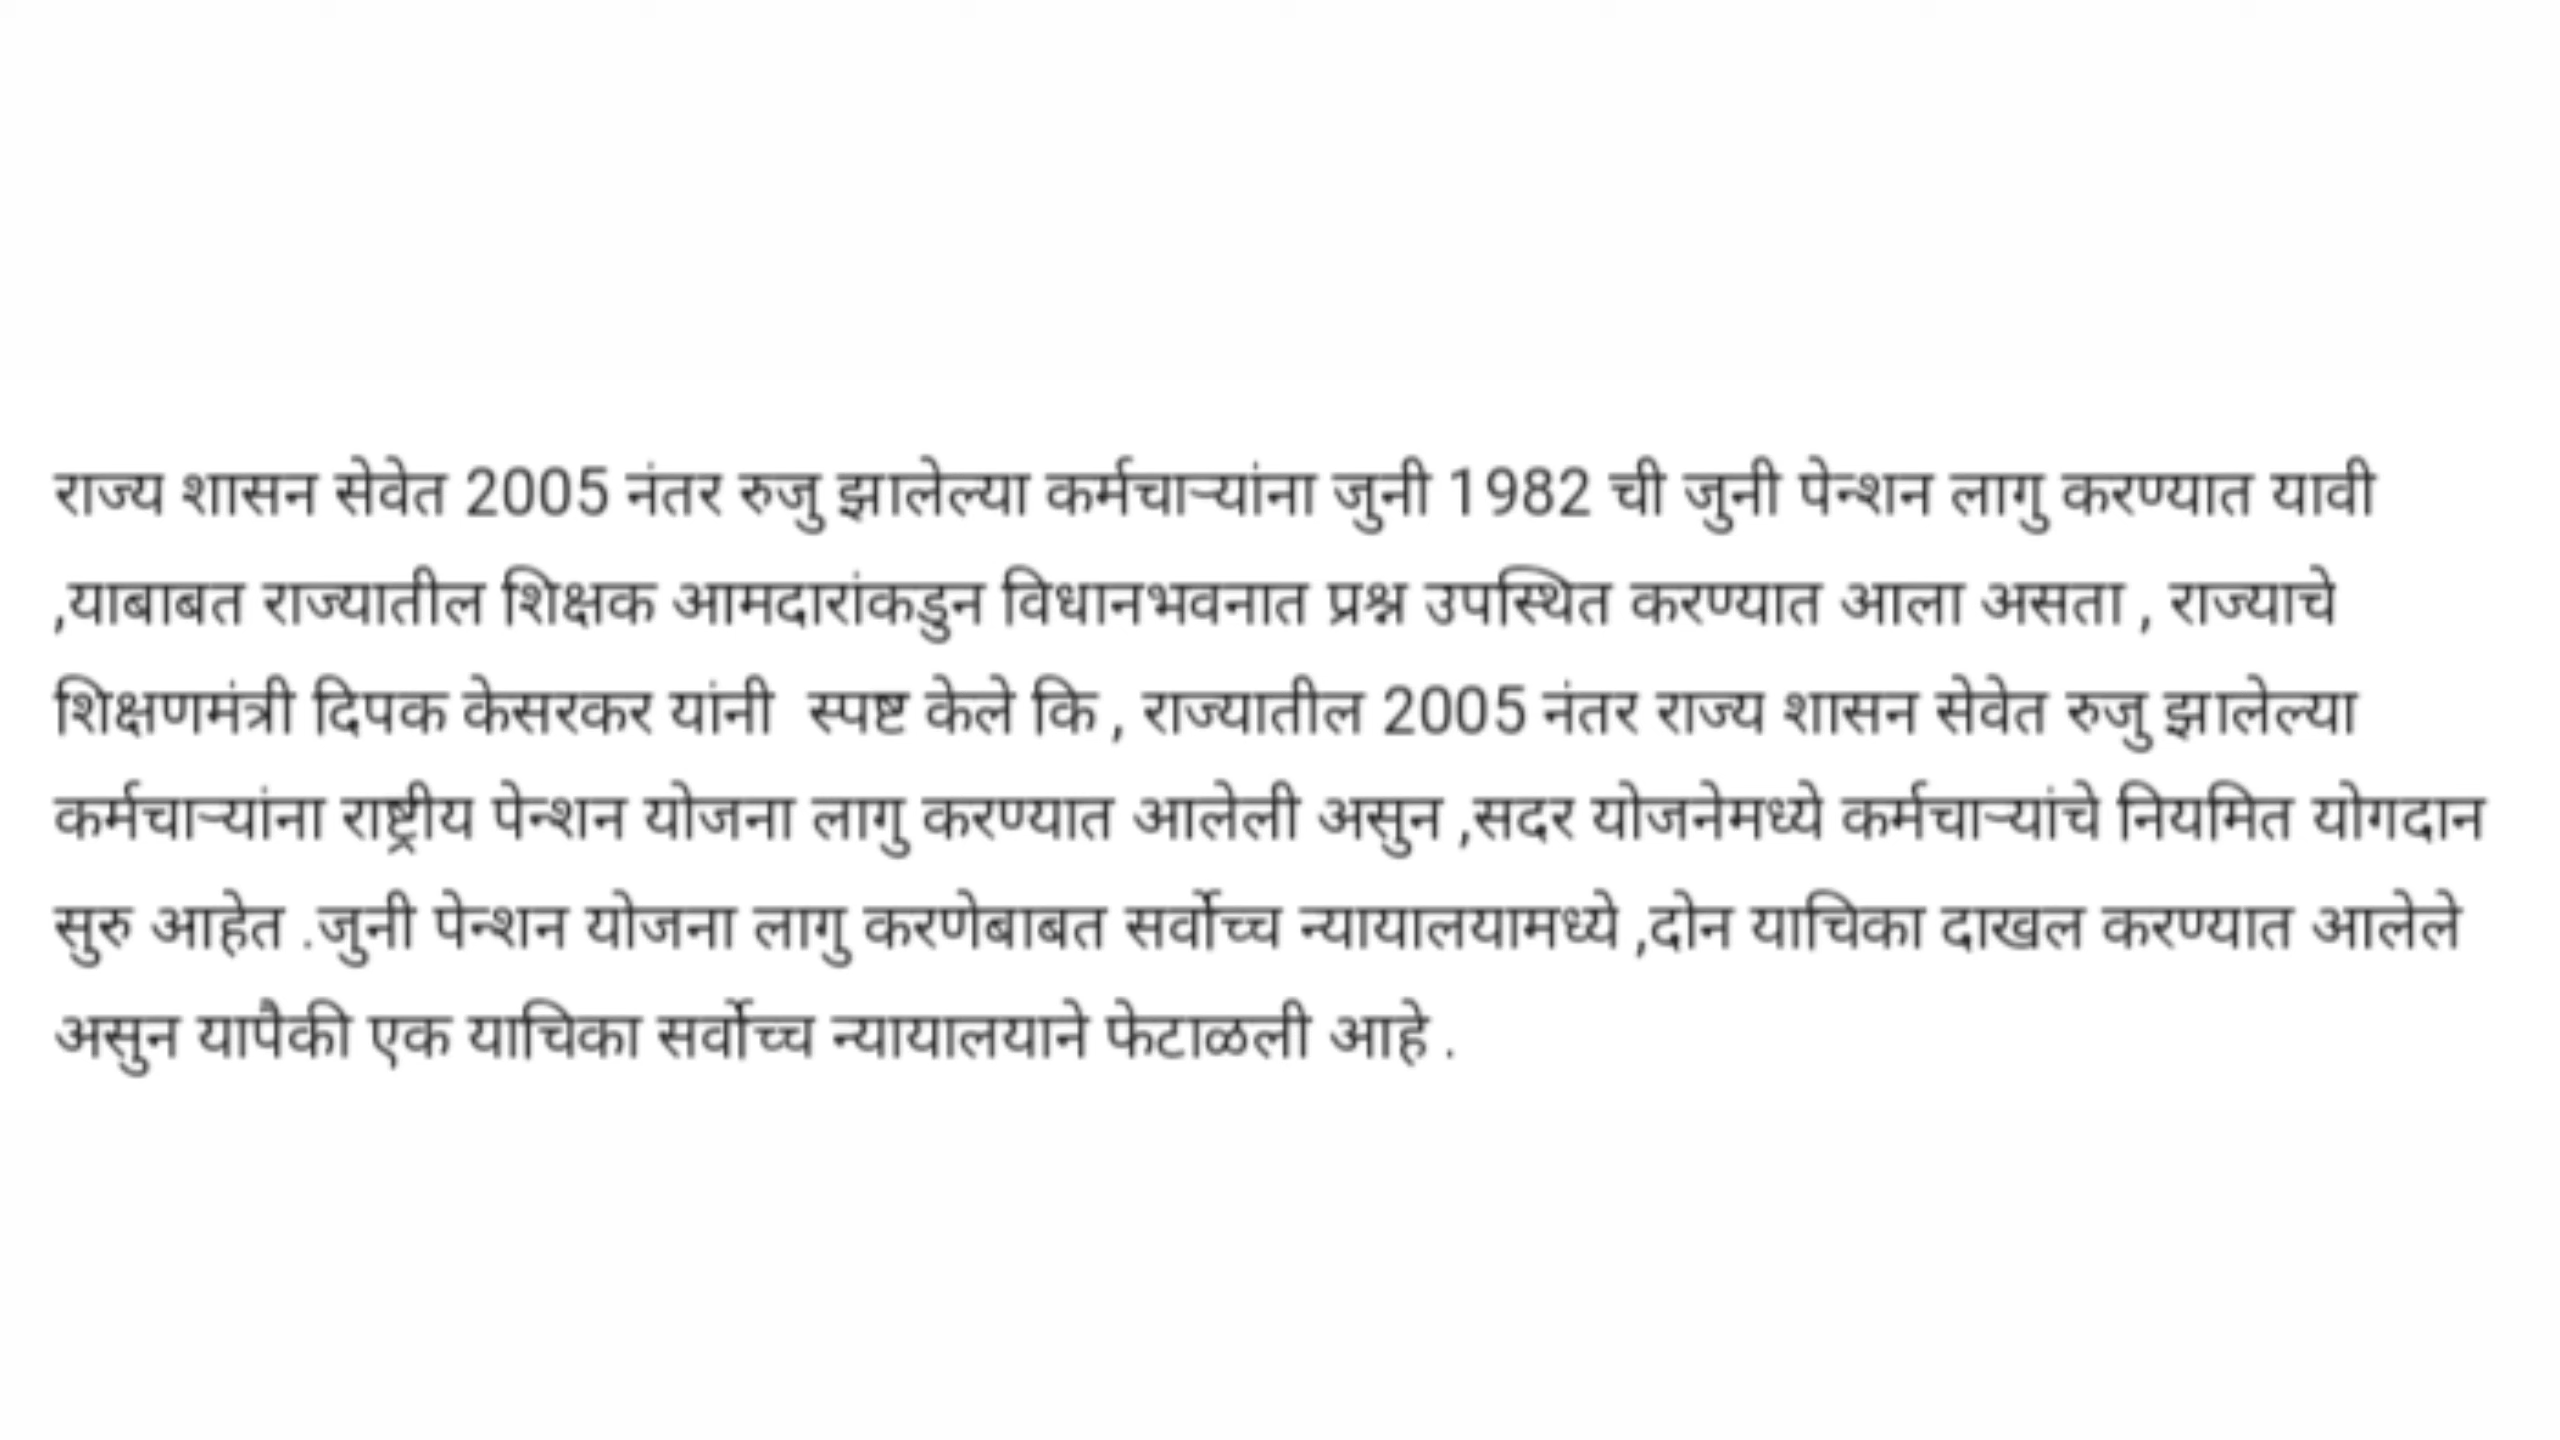 राज्य शासन सेवेत 2005 नंतर रुजु झालेल्या कर्मचाऱ्यांना जुनी 1982 ची जुनी पेन्शन लागु करण्यात यावी
,याबाबत राज्यातील शिक्षक आमदारांकडुन विधानभवनात प्रश्न उपस्थित करण्यात आला असता , राज्याचे
शिक्षणमंत्री दिपक केसरकर यांनी  स्पष्ट केले कि , राज्यातील 2005 नंतर राज्य शासन सेवेत रुजु झालेल्या
कर्मचाऱ्यांना राष्ट्रीय पेन्शन योजना लागु करण्यात आलेली असुन ,सदर योजनेमध्ये कर्मचाऱ्यांचे नियमित योगदान
सुरु आहेत .जुनी पेन्शन योजना लागु करणेबाबत सर्वोच्च न्यायालयामध्ये ,दोन याचिका दाखल करण्यात आलेले
असुन यापैकी एक याचिका सर्वोच्च न्यायालयाने फेटाळली आहे .